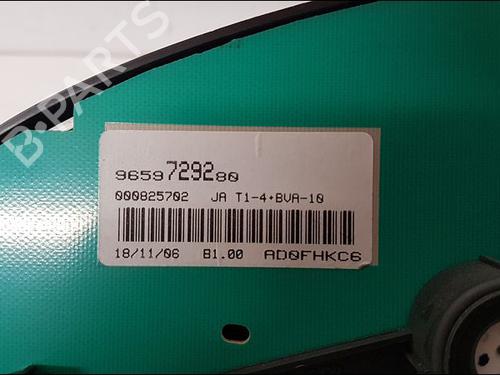 B-PARTS
9659729280
000825702 JA T1-4+BVA-10
18/11/06 B1.00 AD0FHKC6